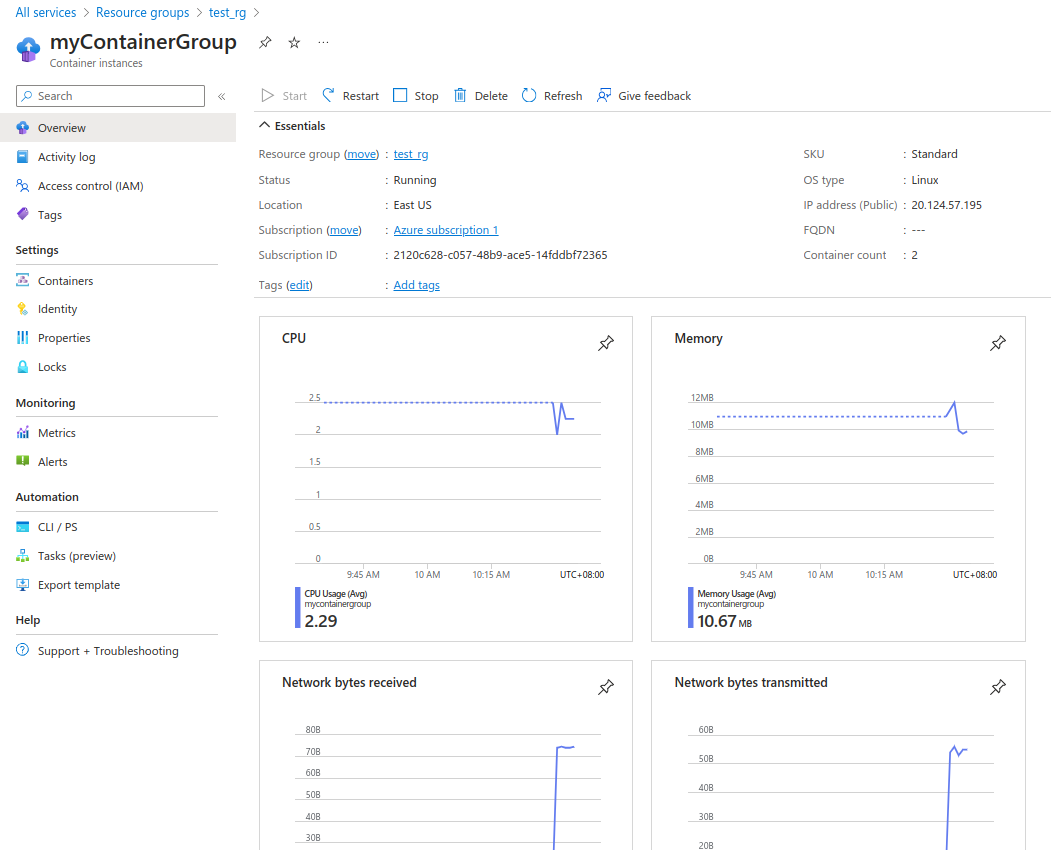 All services > Resource groups > test_rg >
myContainerGroup
Container instances
Search
«
Overview
Activity log
Access control (IAM)
Tags
Settings
Containers
Identity
Properties
Locks
Monitoring
Metrics
Alerts
Automation
CLI / PS
Tasks (preview)
Export template
Help
Support + Troubleshooting
Start Restart Stop Delete Refresh Give feedback
Essentials
Resource group (move) : test_rg
Status : Running
Location : East US
Subscription (move) : Azure subscription 1
Subscription ID : 2120c628-c057-48b9-ace5-14fddbf72365
Tags (edit) : Add tags
SKU : Standard
OS type : Linux
IP address (Public) : 20.124.57.195
FQDN : ---
Container count : 2
CPU
2.5
2
1.5
1
0.5
0
9:45 AM 10 AM 10:15 AM UTC+08:00
CPU Usage (Avg)
mycontainergroup
2.29
Memory
12MB
10MB
8MB
6MB
4MB
2MB
0B
9:45 AM 10 AM 10:15 AM UTC+08:00
Memory Usage (Avg)
mycontainergroup
10.67 MB
Network bytes received
80B
70B
60B
50B
40B
30B
Network bytes transmitted
60B
50B
40B
30B
20B